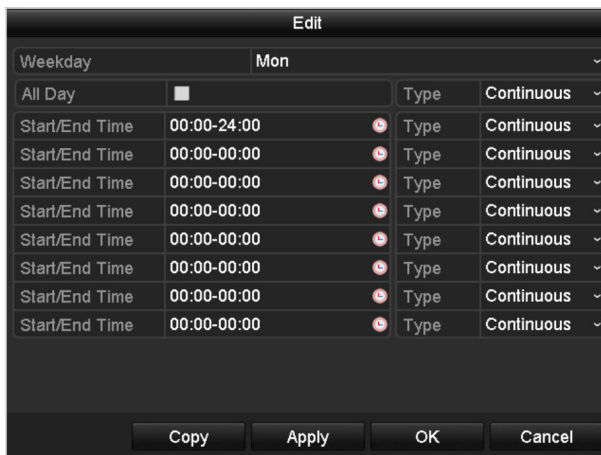 Edit
Weekday Mon
All Day Type Continuous
Start/End Time 00:00-24:00 Type Continuous
Start/End Time 00:00-00:00 Type Continuous
Start/End Time 00:00-00:00 Type Continuous
Start/End Time 00:00-00:00 Type Continuous
Start/End Time 00:00-00:00 Type Continuous
Start/End Time 00:00-00:00 Type Continuous
Start/End Time 00:00-00:00 Type Continuous
Start/End Time 00:00-00:00 Type Continuous
Copy Apply OK Cancel